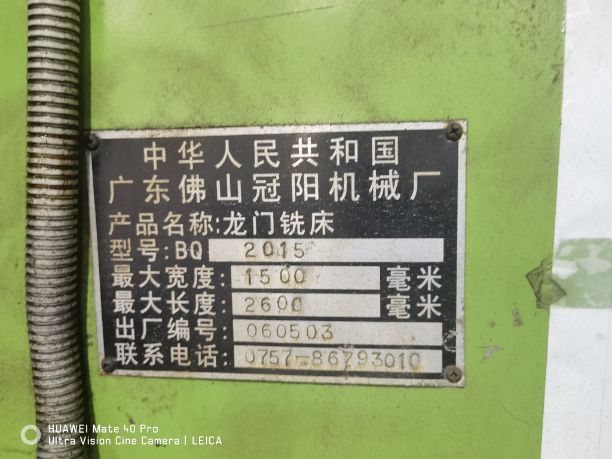 中华人民共和国
广东佛山冠阳机械厂
产品名称:龙门铣床
型号:BQ 2015
最大宽度:1500 毫米
最大长度:2600 毫米
出厂编号:060503
联系电话:0757-86793010
HUAWEI Mate 40 Pro
Ultra Vision Cine Camera | LEICA